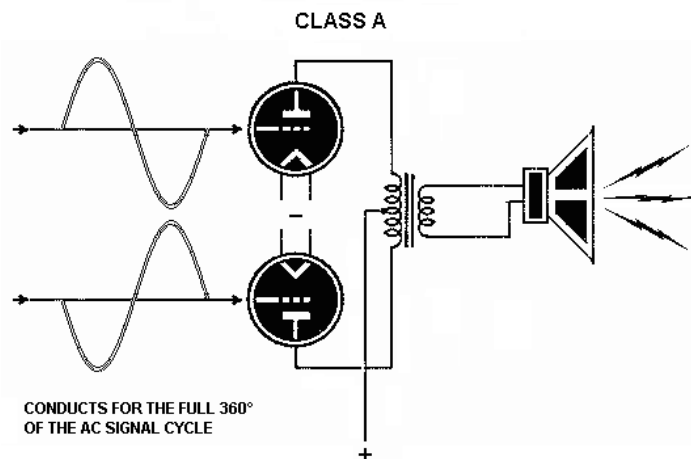 CLASS A
−
CONDUCTS FOR THE FULL 360°
OF THE AC SIGNAL CYCLE
+